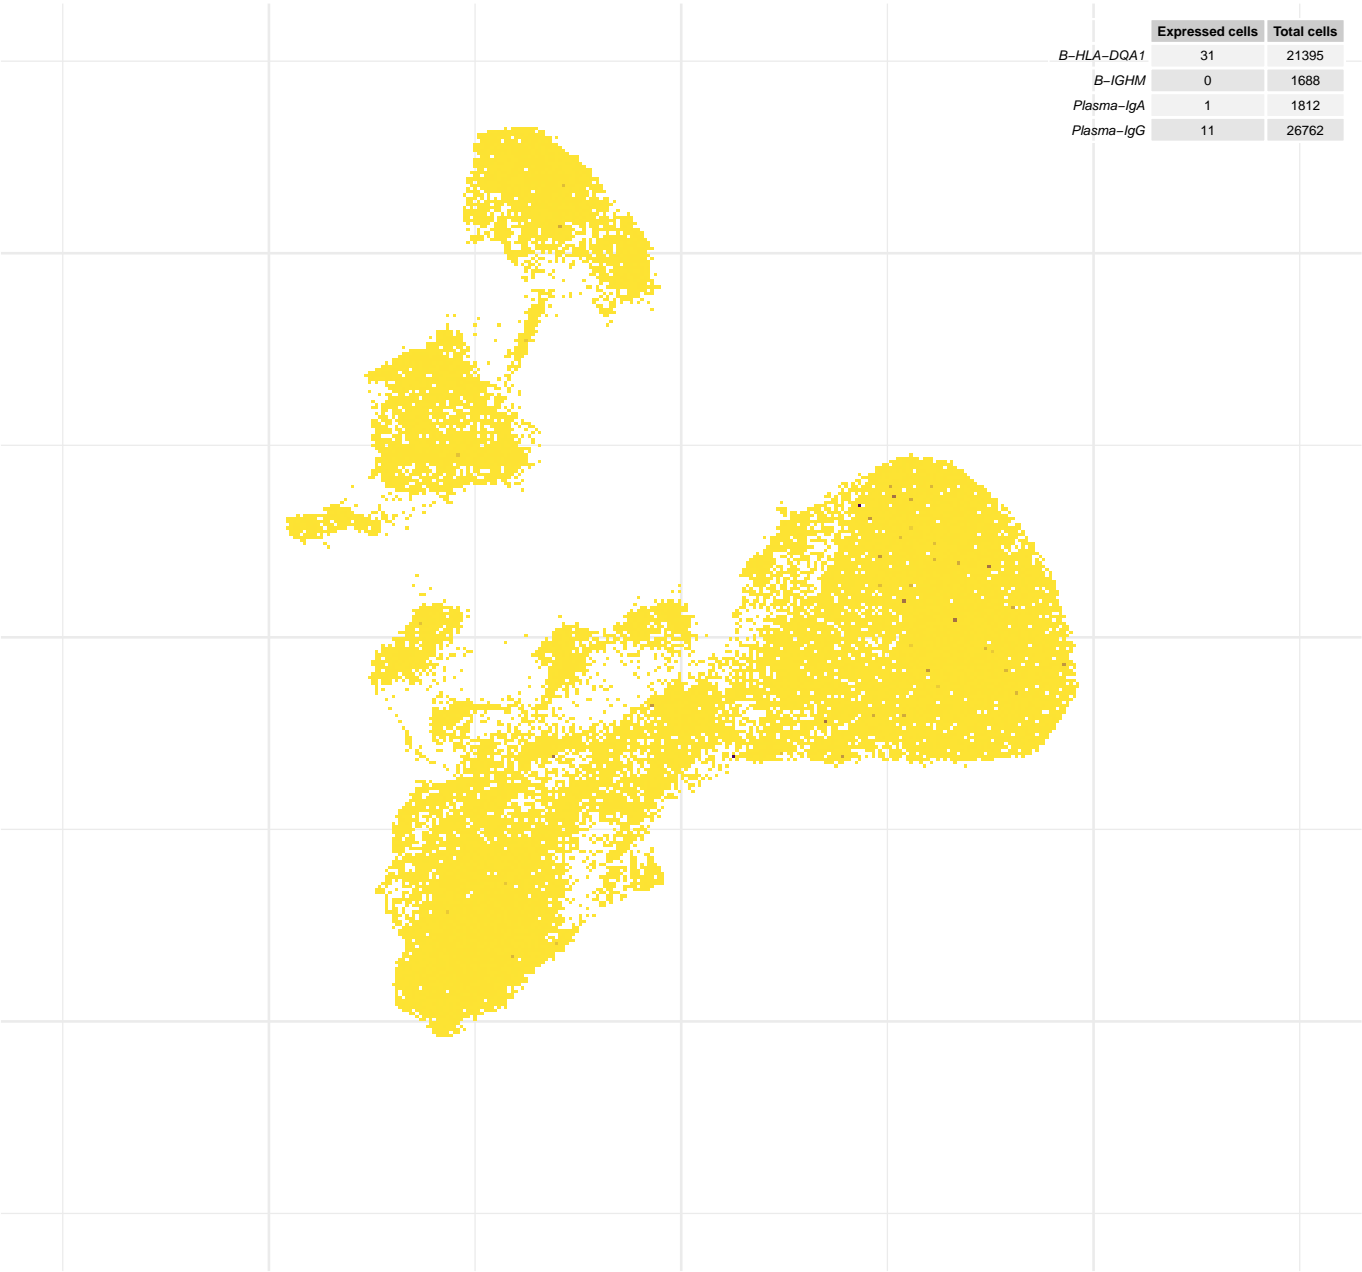 Expressed cells Total cells
B−HLA−DQA1 31 21395
B−IGHM 0 1688
Plasma−IgA 1 1812
Plasma−IgG 11 26762